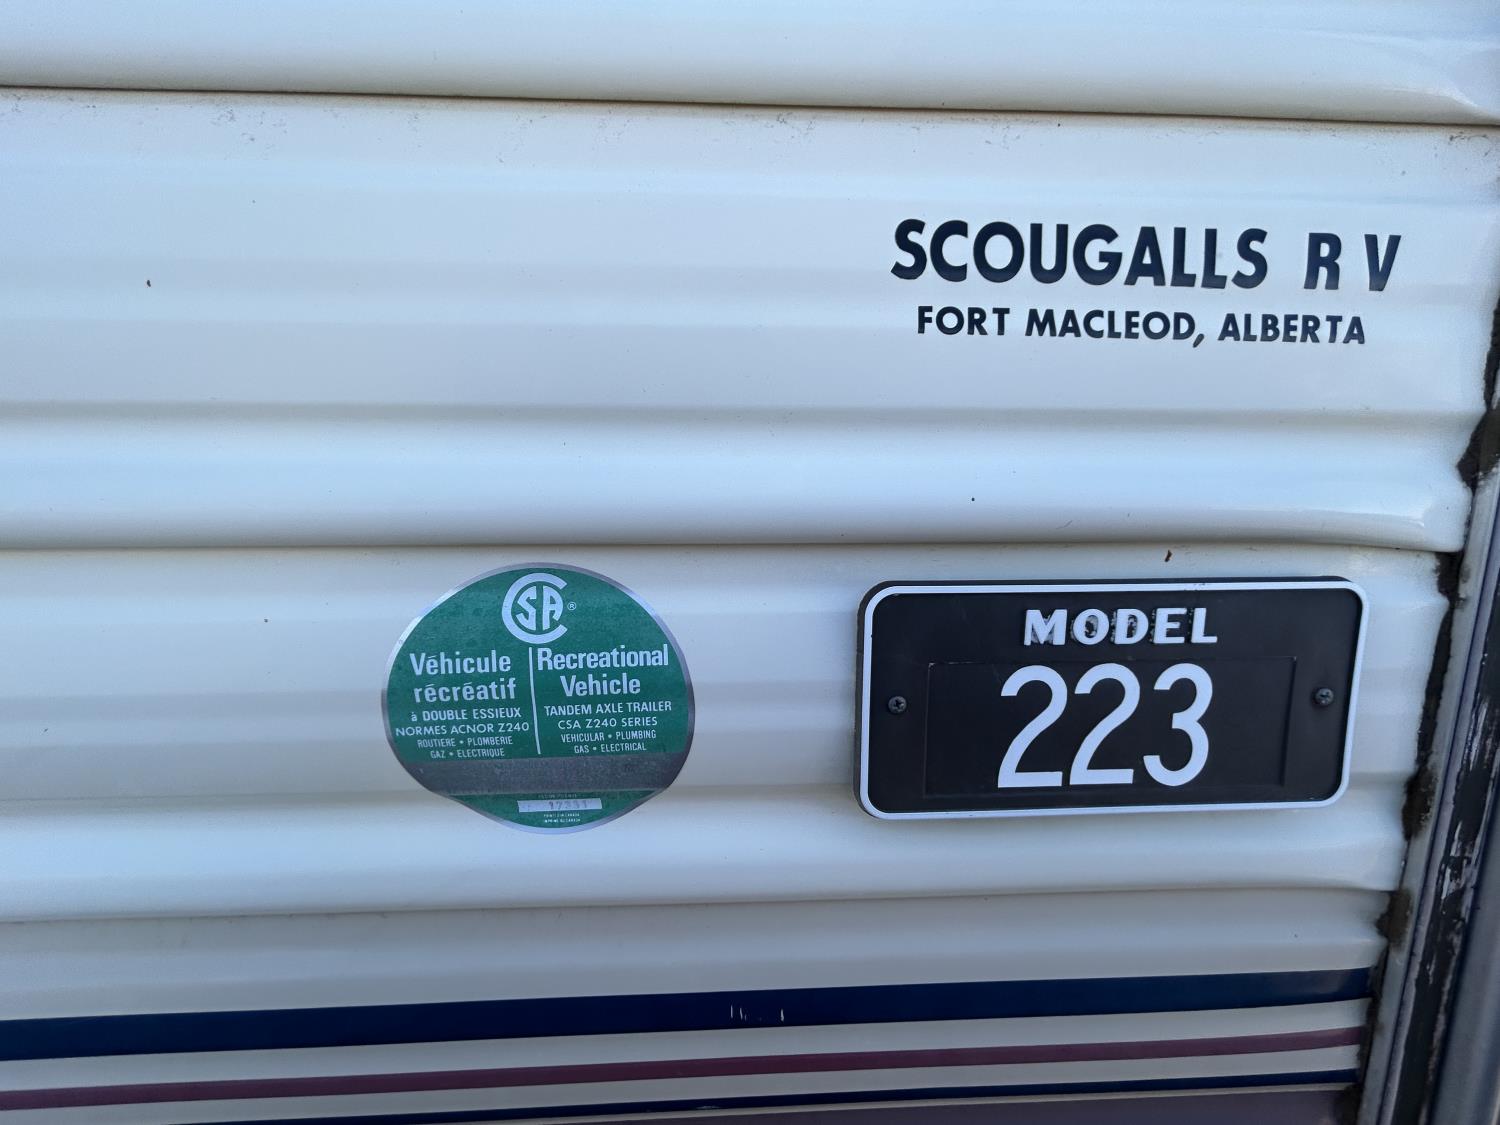 SCOUGALLS RV
FORT MACLEOD, ALBERTA
CSA ®
Véhicule
récréatif
à DOUBLE ESSIEUX
NORMES ACNOR Z240
ROUTIERE • PLOMBERIE
GAZ • ELECTRIQUE
Recreational
Vehicle
TANDEM AXLE TRAILER
CSA Z240 SERIES
VEHICULAR • PLUMBING
GAS • ELECTRICAL
17331
MODEL
223